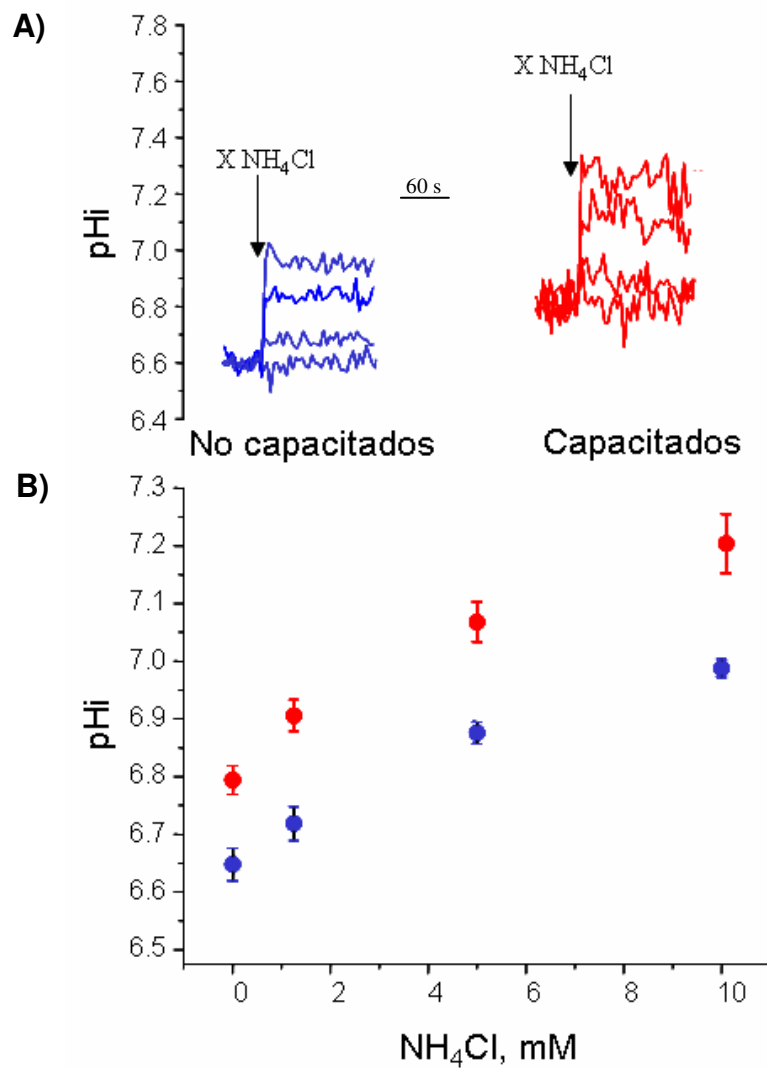 A)
7.8
7.6
7.4
7.2
7.0
6.8
6.6
6.4
pHi
X NH₄Cl
60 s
X NH₄Cl
No capacitados
Capacitados
B)
7.3
7.2
7.1
7.0
6.9
6.8
6.7
6.6
6.5
pHi
0 2 4 6 8 10
NH₄Cl, mM